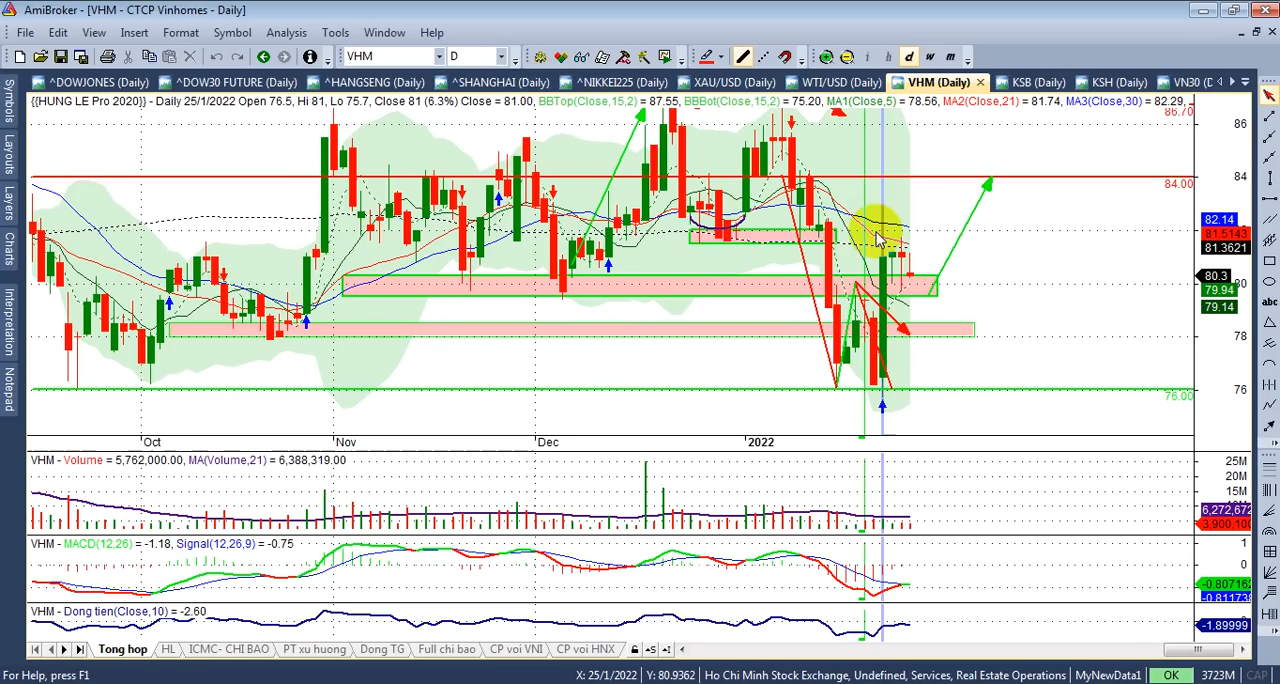 AmiBroker - [VHM - CTCP Vinhomes - Daily]
File Edit View Insert Format Symbol Analysis Tools Window Help
VHM D d w m
^DOWJONES (Daily) ^DOW30 FUTURE (Daily) ^HANGSENG (Daily) ^SHANGHAI (Daily) ^NIKKEI225 (Daily) XAU/USD (Daily) WTI/USD (Daily) VHM (Daily) KSB (Daily) KSH (Daily) VN30 (D
Symbols
Layouts
Layers
Charts
Interpretation
Notepad
{{HUNG LE Pro 2020}} - Daily 25/1/2022 Open 76.5, Hi 81, Lo 75.7, Close 81 (6.3%) Close = 81.00, BBTop(Close,15,2) = 87.55, BBBot(Close,15,2) = 75.20, MA1(Close,5) = 78.56, MA2(Close,21) = 81.74, MA3(Close,30) = 82.29,
86.70
86
84
84.00
82.14
81.5143
81.3621
80.3
80
79.94
79.14
78
76
76.00
Oct Nov Dec 2022
VHM - Volume = 5,762,000.00, MA(Volume,21) = 6,388,319.00
25M
20M
15M
6,272,672
3,900,100
VHM - MACD(12,26) = -1.18, Signal(12,26,9) = -0.75
1
0
-0.807162
-0.811738
VHM - Dong tien(Close,10) = -2.60
-1.89999
Tong hop HL ICMC- CHI BAO PT xu huong Dong TG Full chi bao CP voi VNI CP voi HNX
abc
For Help, press F1 X: 25/1/2022 Y: 80.9362 Ho Chi Minh Stock Exchange, Undefined, Services, Real Estate Operations MyNewData1 OK 3723M CAP